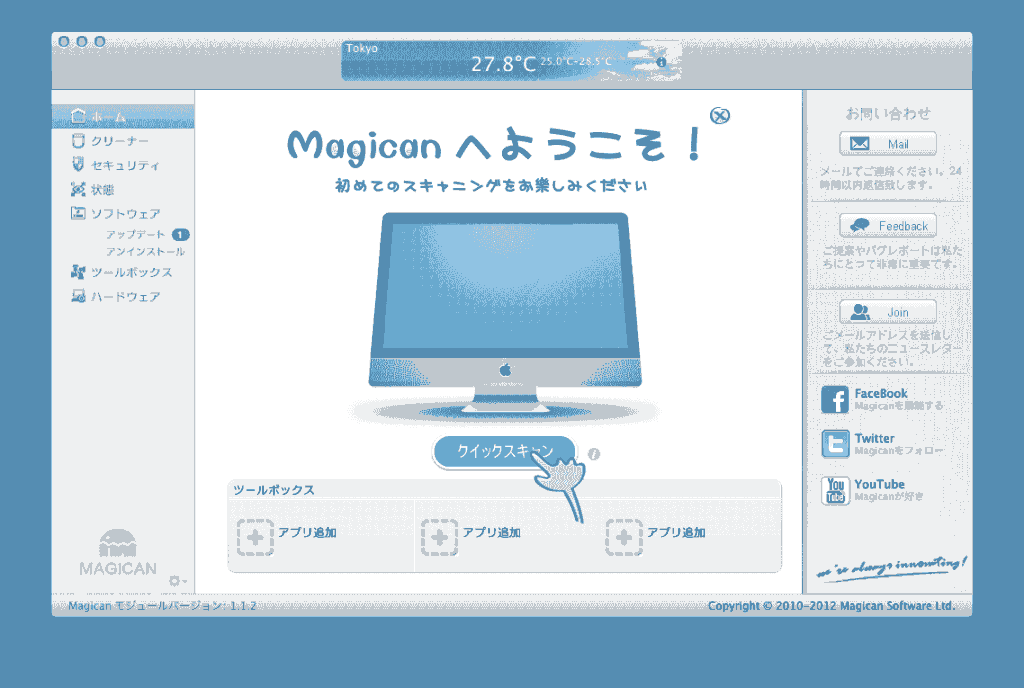 Tokyo
27.8°C 25.0°C~28.5°C
ホーム
クリーナー
セキュリティ
状態
ソフトウェア
アップデート 1
アンインストール
ツールボックス
ハードウェア
MAGICAN
Magican へようこそ！
初めてのスキャニングをお楽しみください
クイックスキャン
ツールボックス
アプリ追加
アプリ追加
アプリ追加
お問い合わせ
Mail
メールでご連絡ください。24
時間以内返信致します。
Feedback
ご提案やバグレポートは私た
ちにとって非常に重要です。
Join
ごメールアドレスを送信し
て、私たちのニュースレター
をご参加ください。
FaceBook
Magicanを開始する
Twitter
Magicanをフォロー
YouTube
Magicanが好き
You
Tube
we're always innovating!
Magican モジュールバージョン: 1.1.2
Copyright © 2010-2012 Magican Software Ltd.